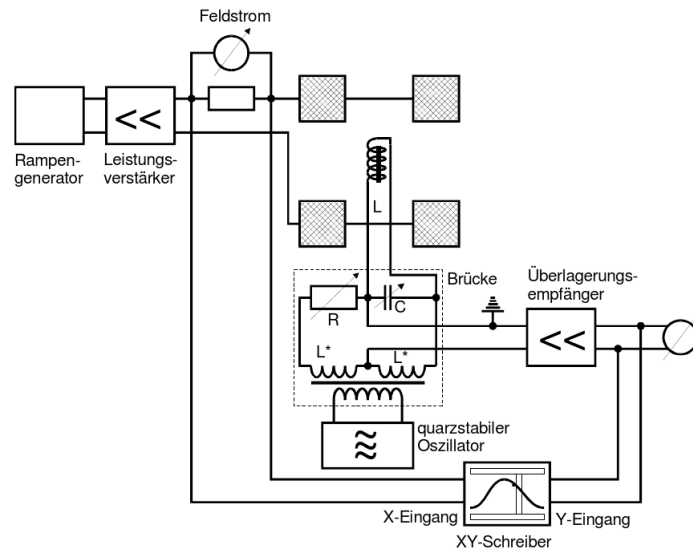 Feldstrom
<<
Rampen-
generator
Leistungs-
verstärker
L
Brücke
Überlagerungs-
empfänger
R
C
<<
L*
L*
quarzstabiler
Oszillator
X-Eingang
Y-Eingang
XY-Schreiber